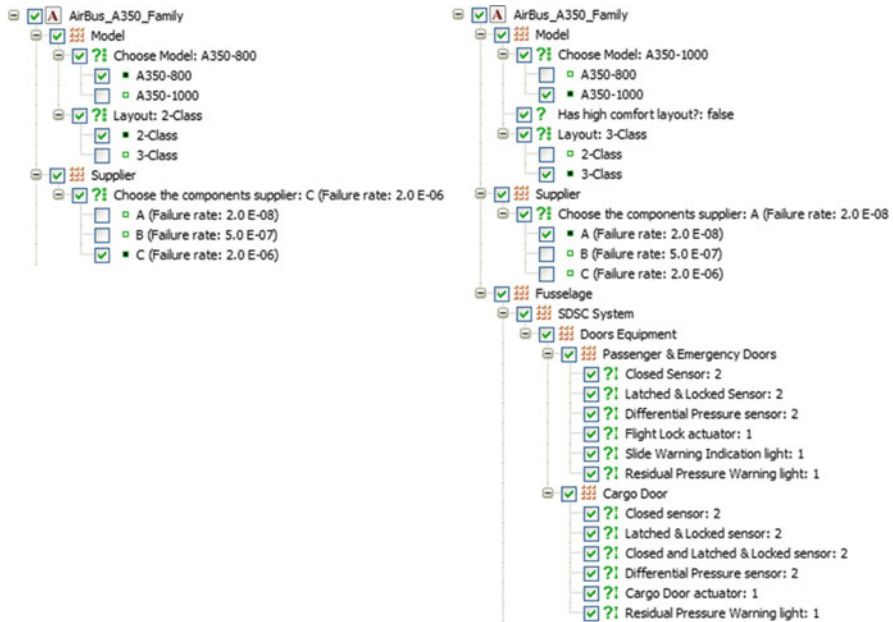 AirBus_A350_Family
Model
?⁝ Choose Model: A350-800
A350-800
A350-1000
?⁝ Layout: 2-Class
2-Class
3-Class
Supplier
?⁝ Choose the components supplier: C (Failure rate: 2.0 E-06
A (Failure rate: 2.0 E-08)
B (Failure rate: 5.0 E-07)
C (Failure rate: 2.0 E-06)
AirBus_A350_Family
Model
?⁝ Choose Model: A350-1000
A350-800
A350-1000
? Has high comfort layout?: false
?⁝ Layout: 3-Class
2-Class
3-Class
Supplier
?⁝ Choose the components supplier: A (Failure rate: 2.0 E-08
A (Failure rate: 2.0 E-08)
B (Failure rate: 5.0 E-07)
C (Failure rate: 2.0 E-06)
Fusselage
SDSC System
Doors Equipment
Passenger & Emergency Doors
? Closed Sensor: 2
? Latched & Locked Sensor: 2
? Differential Pressure sensor: 2
? Flight Lock actuator: 1
? Slide Warning Indication light: 1
? Residual Pressure Warning light: 1
Cargo Door
? Closed sensor: 2
? Latched & Locked sensor: 2
? Closed and Latched & Locked sensor: 2
? Differential Pressure sensor: 2
? Cargo Door actuator: 1
? Residual Pressure Warning light: 1